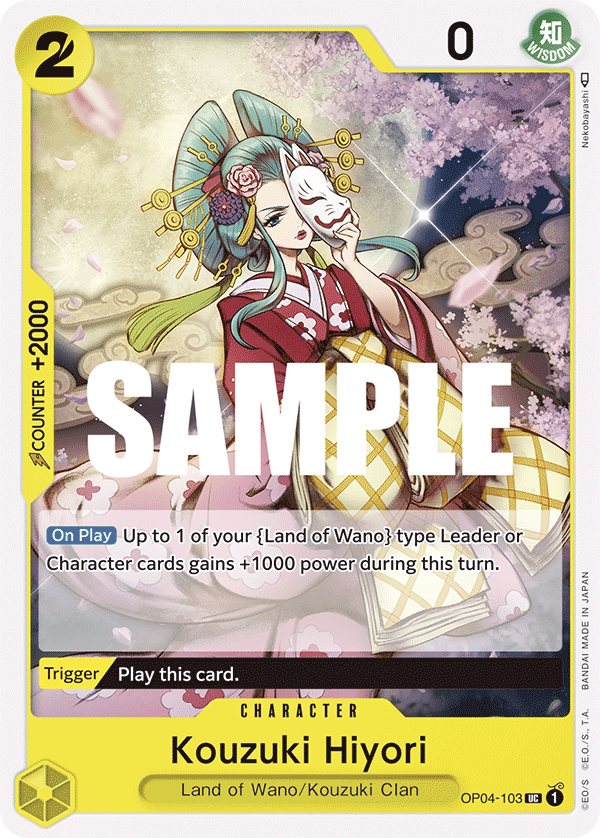 2
0
知
WISDOM
Nekobayashi
COUNTER +2000
SAMPLE
On Play Up to 1 of your {Land of Wano} type Leader or
Character cards gains +1000 power during this turn.
Trigger Play this card.
CHARACTER
Kouzuki Hiyori
Land of Wano/Kouzuki Clan
OP04-103 UC 1
©E.O/S ©E.O./S., T.A. BANDAI MADE IN JAPAN